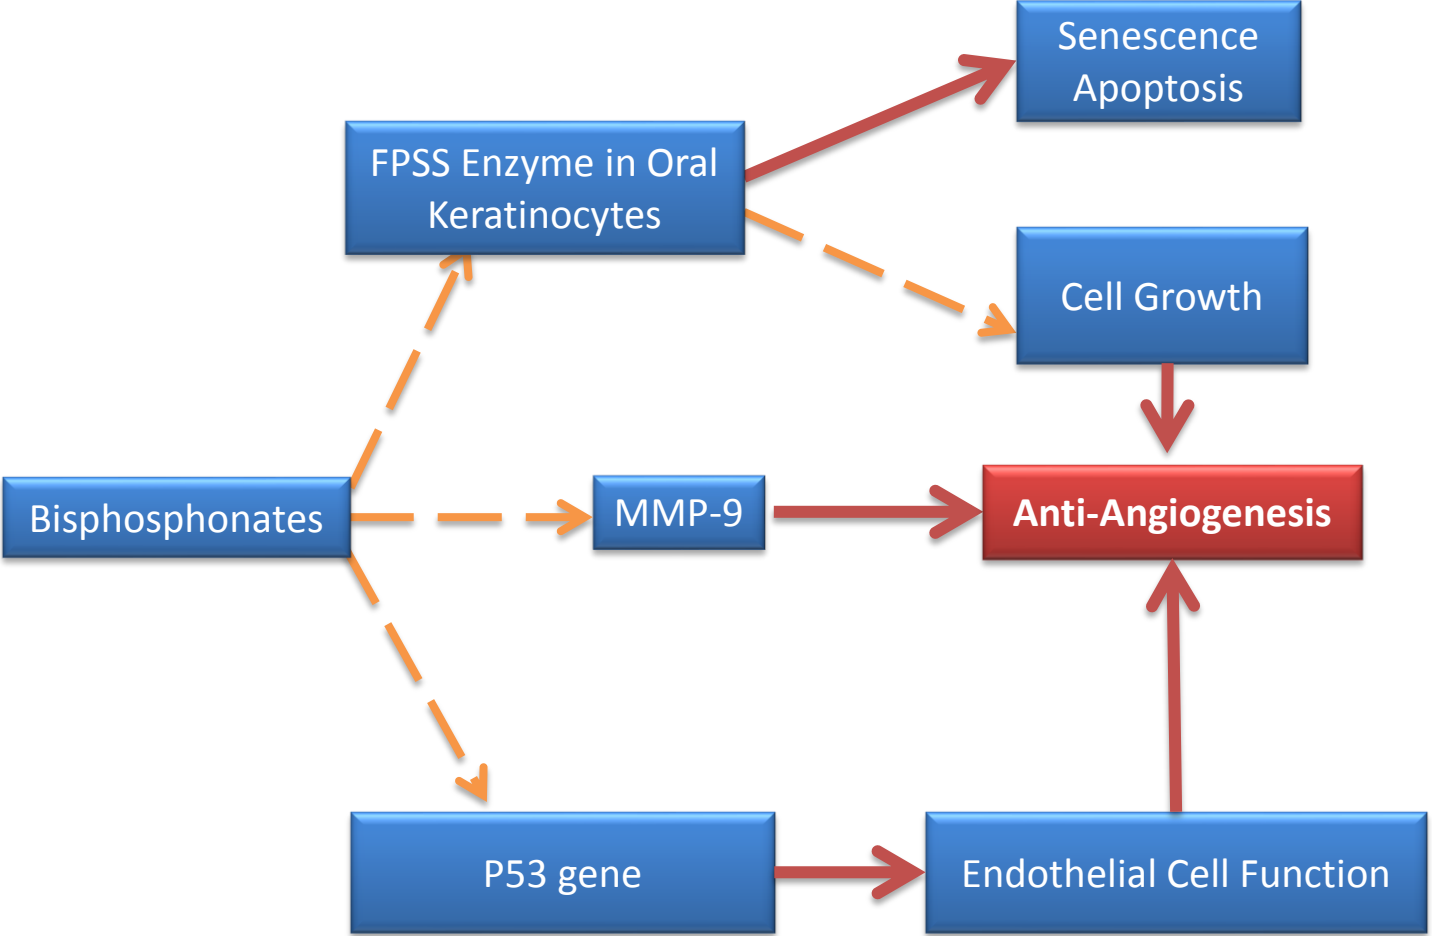 Senescence
Apoptosis
FPSS Enzyme in Oral
Keratinocytes
Cell Growth
Bisphosphonates
MMP-9
Anti-Angiogenesis
P53 gene
Endothelial Cell Function